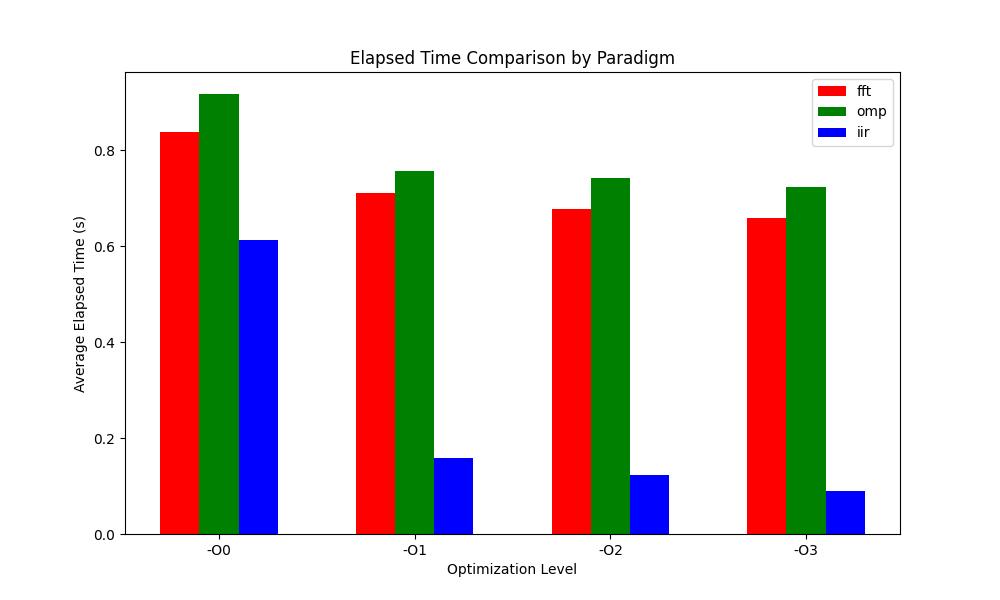 Elapsed Time Comparison by Paradigm
fft
omp
iir
Average Elapsed Time (s)
0.8
0.6
0.4
0.2
0.0
-O0 -O1 -O2 -O3
Optimization Level